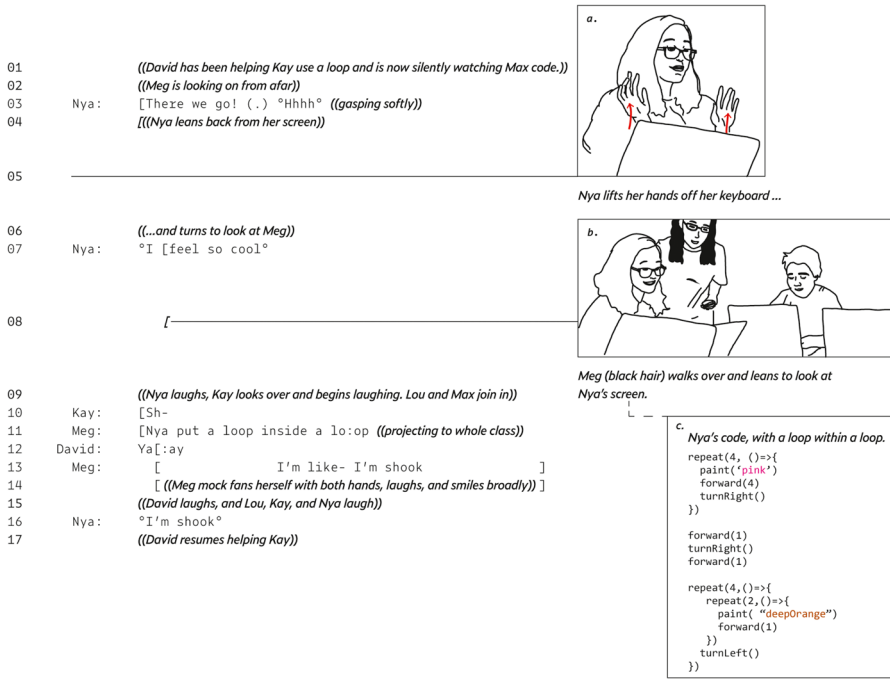 a.
01 ((David has been helping Kay use a loop and is now silently watching Max code.))
02 ((Meg is looking on from afar))
03 Nya: [There we go! (.) °Hhhh° ((gasping softly))
04 [((Nya leans back from her screen))
05
Nya lifts her hands off her keyboard ...
06 ((...and turns to look at Meg))
07 Nya: °I [feel so cool°
b.
08 [
Meg (black hair) walks over and leans to look at
Nya's screen.
09 ((Nya laughs, Kay looks over and begins laughing. Lou and Max join in))
10 Kay: [Sh-
11 Meg: [Nya put a loop inside a lo:op ((projecting to whole class))
12 David: Ya[:ay
13 Meg: [ I'm like- I'm shook ]
14 [ ((Meg mock fans herself with both hands, laughs, and smiles broadly)) ]
15 ((David laughs, and Lou, Kay, and Nya laugh))
16 Nya: °I'm shook°
17 ((David resumes helping Kay))
c.
Nya's code, with a loop within a loop.
repeat(4, ()=>{
paint(‘pink’)
forward(4)
turnRight()
})
forward(1)
turnRight()
forward(1)
repeat(4,()=>{
repeat(2,()=>{
paint( “deepOrange”)
forward(1)
})
turnLeft()
})